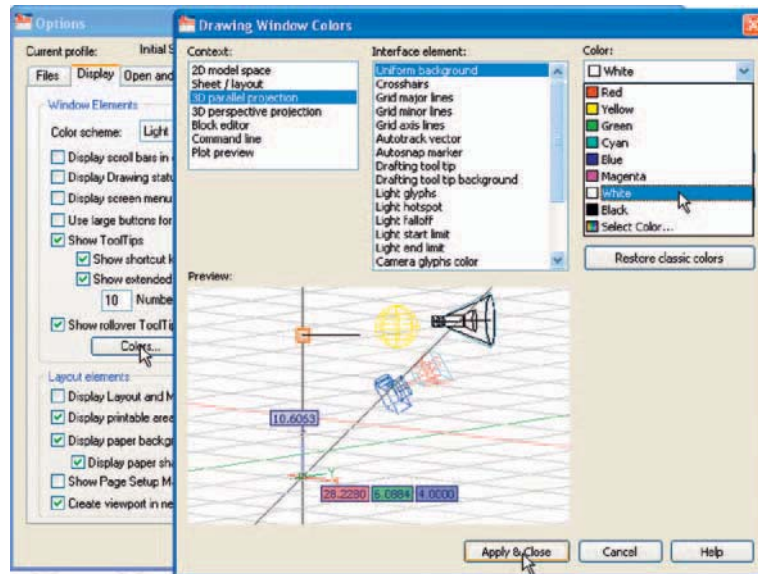 Options
Current profile: Initial S
Files Display Open and
Window Elements
Color scheme: Light
Display scroll bars in
Display Drawing statu
Display screen menu
Use large buttons for
Show ToolTips
Show shortcut k
Show extended
10 Numbe
Show rollover ToolTip
Colors...
Layout elements
Display Layout and M
Display printable area
Display paper backgr
Display paper sha
Show Page Setup M
Create viewport in ne
Drawing Window Colors
Context:
2D model space
Sheet / layout
3D parallel projection
3D perspective projection
Block editor
Command line
Plot preview
Interface element:
Uniform background
Crosshairs
Grid major lines
Grid minor lines
Grid axis lines
Autotrack vector
Autosnap marker
Drafting tool tip
Drafting tool tip background
Light glyphs
Light hotspot
Light falloff
Light start limit
Light end limit
Camera glyphs color
Color:
White
Red
Yellow
Green
Cyan
Blue
Magenta
White
Black
Select Color...
Restore classic colors
Preview:
10.6053
Y
28.2280 6.0884 4.0000
Apply & Close Cancel Help